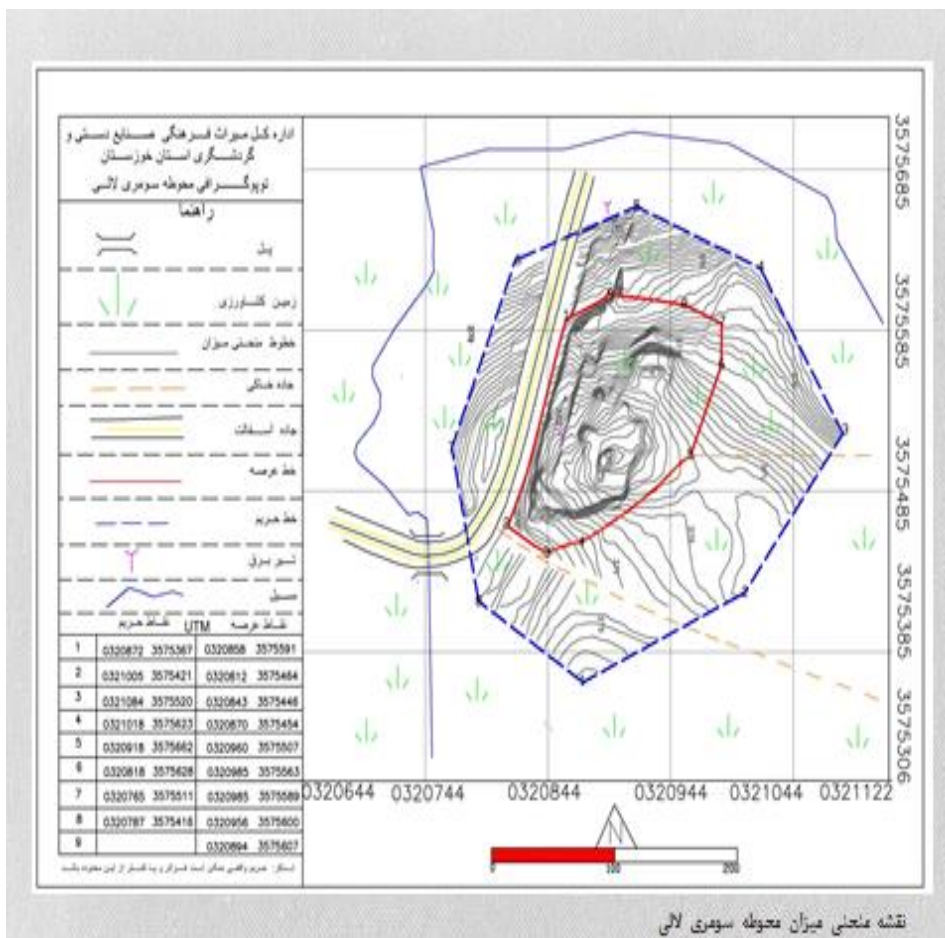 اداره کل میراث فرهنگی صنایع دستی و
گردشگری استان خوزستان
توپوگرافی محوطه سومری لالی
راهنما
پل
زمین کشاورزی
خطوط منحنی میزان
جاده خاکی
جاده آسفالت
خط عرصه
خط حریم
تیر برق
مسیل
نقاط حریم UTM نقاط عرصه
1 0320872 3575367 0320858 3575591
2 0321005 3575421 0320812 3575464
3 0321084 3575520 0320843 3575446
4 0321018 3575623 0320870 3575454
5 0320918 3575662 0320960 3575507
6 0320818 3575628 0320985 3575563
7 0320765 3575511 0320985 3575589
8 0320787 3575416 0320956 3575600
9 0320894 3575607
3575685
3575585
3575485
3575385
3575306
0320644 0320744 0320844 0320944 0321044 0321122
N
0 100 200
نقشه منحنی میزان محوطه سومری لالی